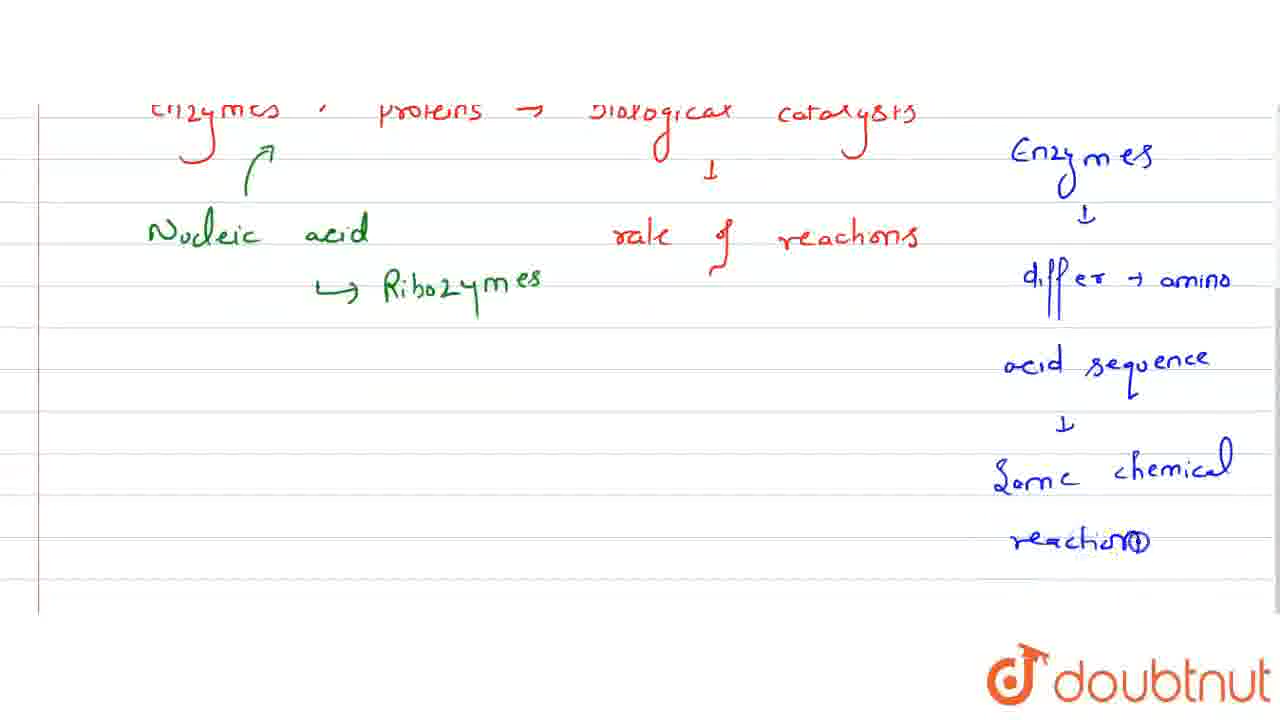 Enzymes : proteins → biological catalysts
↓
Nucleic acid
rate of reactions
↳ Ribozymes
Enzymes
↓
differ → amino
acid sequence
↓
Same chemical
reaction
doubtnut